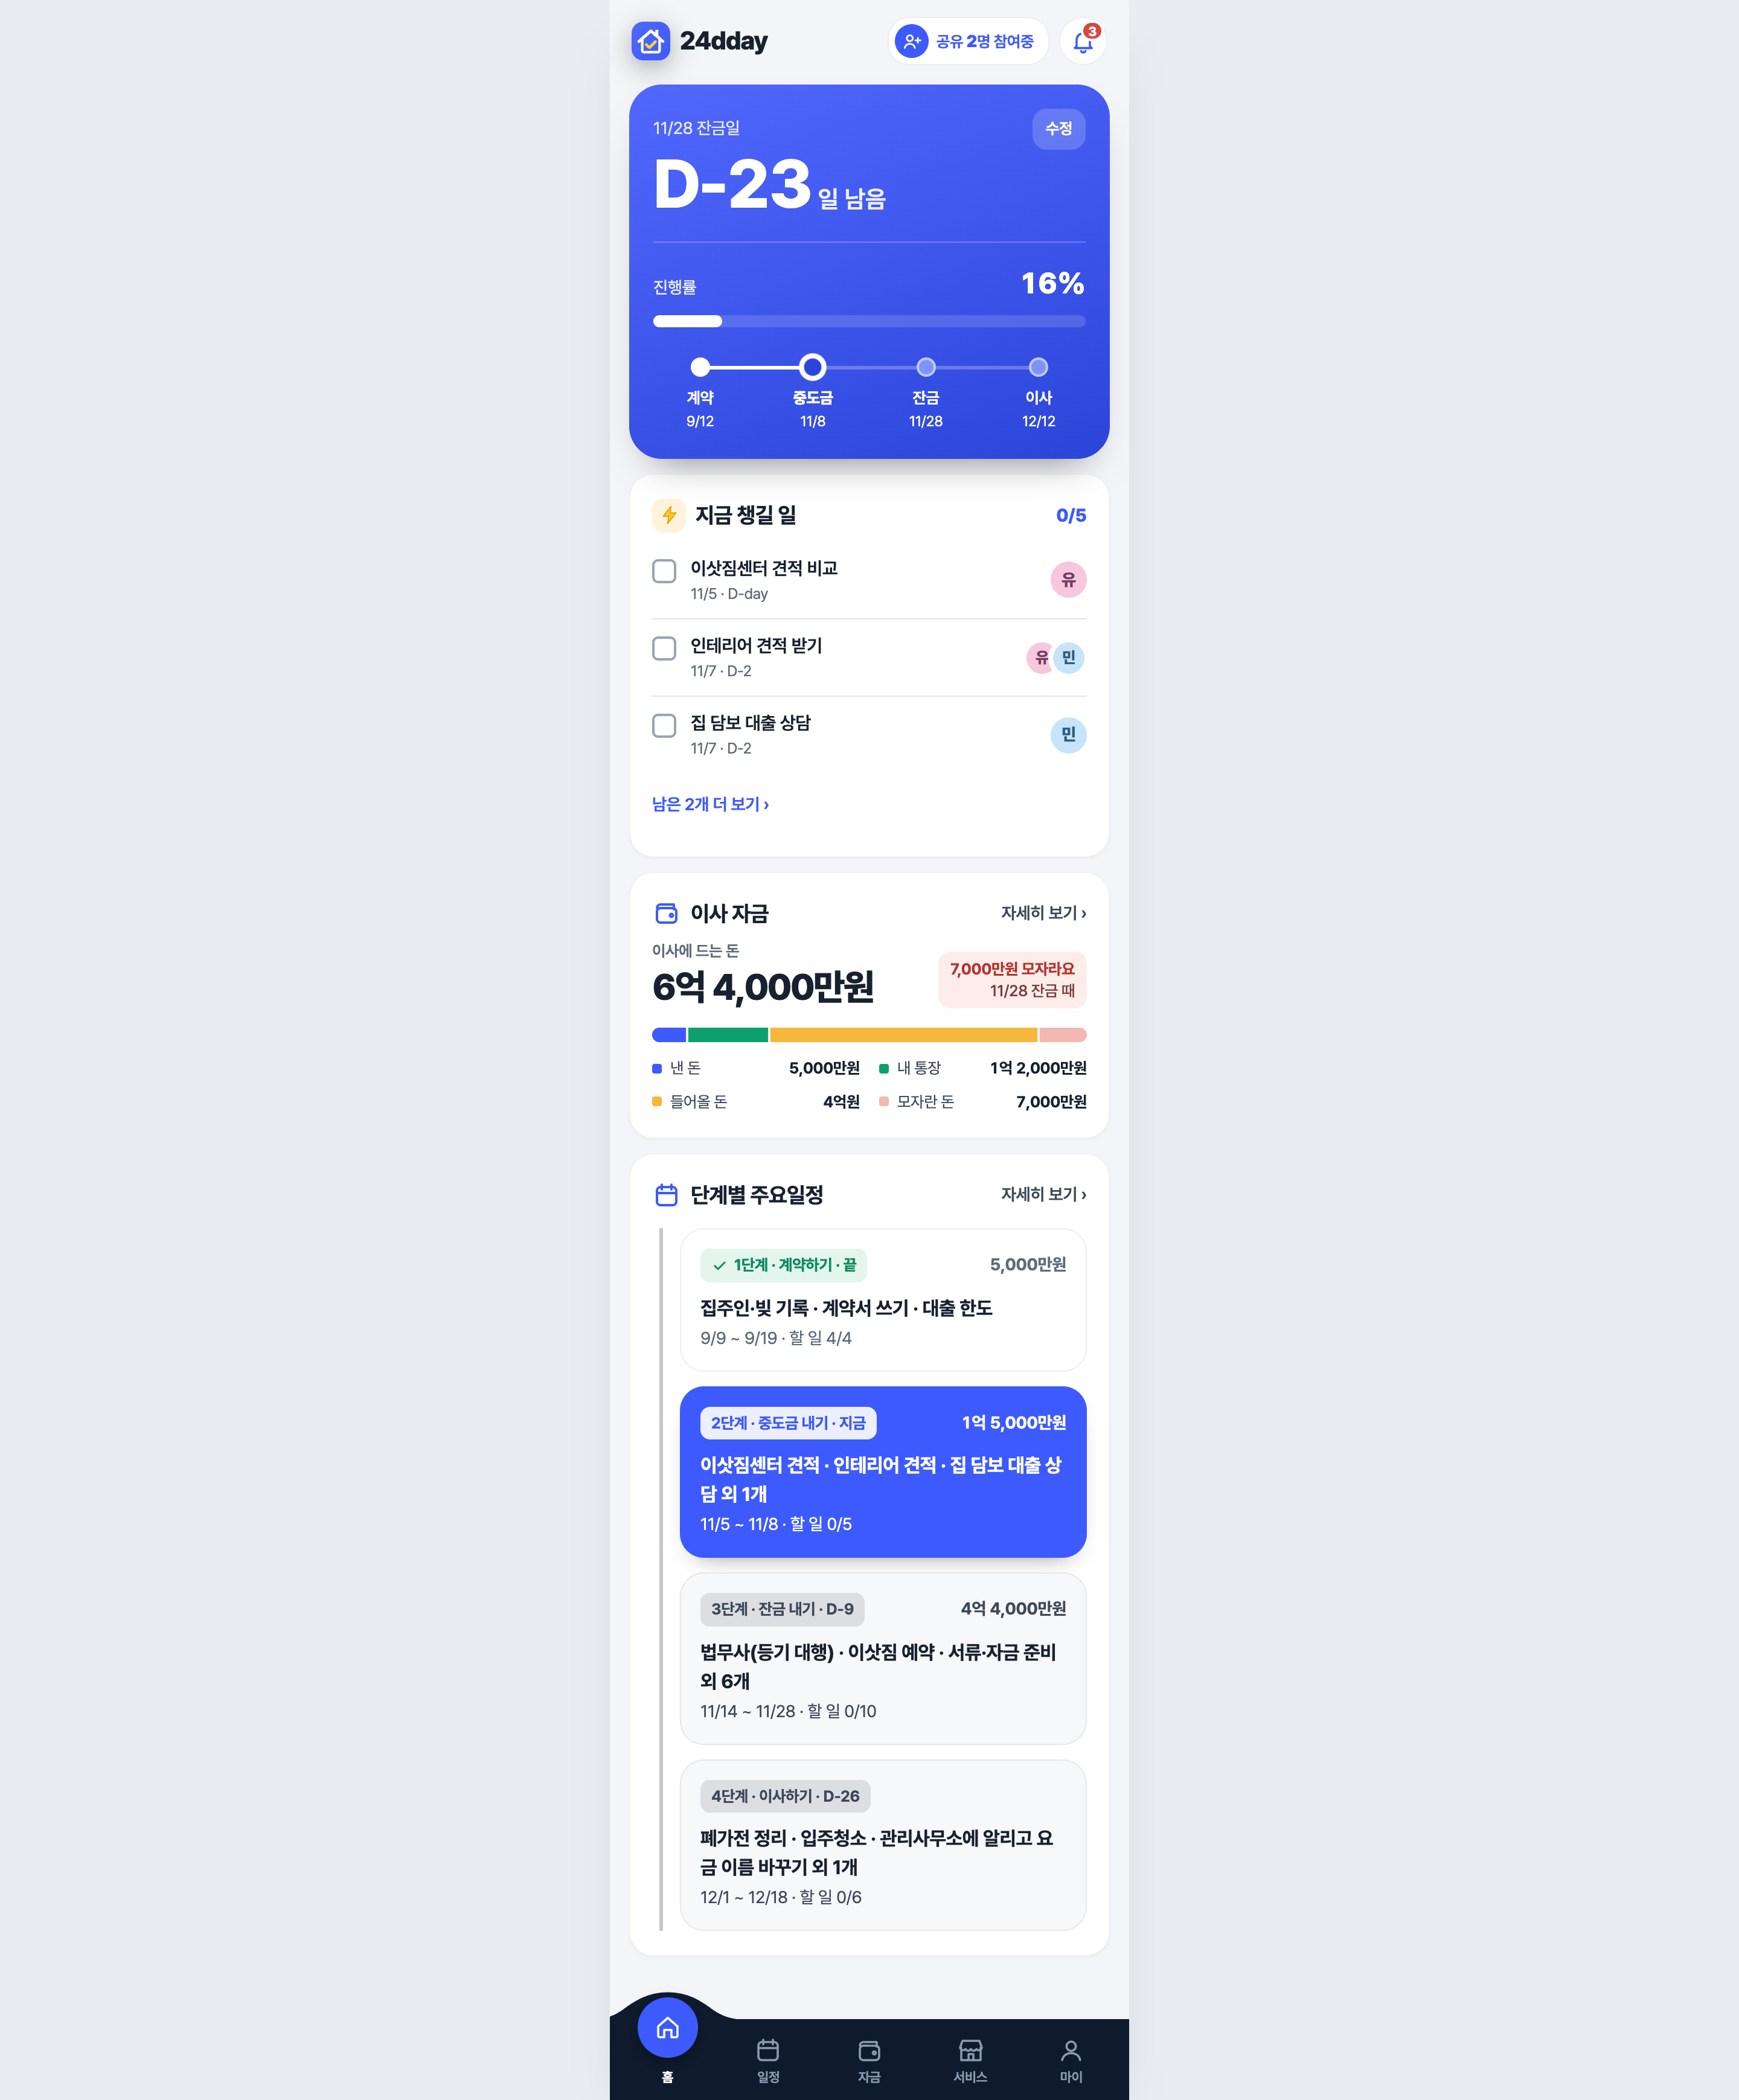 24dday
공유 2명 참여중
3
11/28 잔금일
수정
D-23 일 남음
진행률
16%
계약
중도금
잔금
이사
9/12
11/8
11/28
12/12
지금 챙길 일
0/5
이삿짐센터 견적 비교
11/5 · D-day
유
인테리어 견적 받기
11/7 · D-2
유 민
집 담보 대출 상담
11/7 · D-2
민
남은 2개 더 보기 ›
이사 자금
자세히 보기 ›
이사에 드는 돈
6억 4,000만원
7,000만원 모자라요
11/28 잔금 때
낸 돈 5,000만원
내 통장 1억 2,000만원
들어올 돈 4억원
모자란 돈 7,000만원
단계별 주요일정
자세히 보기 ›
1단계 · 계약하기 · 끝
5,000만원
집주인·빚 기록 · 계약서 쓰기 · 대출 한도
9/9 ~ 9/19 · 할 일 4/4
2단계 · 중도금 내기 · 지금
1억 5,000만원
이삿짐센터 견적 · 인테리어 견적 · 집 담보 대출 상
담 외 1개
11/5 ~ 11/8 · 할 일 0/5
3단계 · 잔금 내기 · D-9
4억 4,000만원
법무사(등기 대행) · 이삿짐 예약 · 서류·자금 준비
외 6개
11/14 ~ 11/28 · 할 일 0/10
4단계 · 이사하기 · D-26
폐가전 정리 · 입주청소 · 관리사무소에 알리고 요
금 이름 바꾸기 외 1개
12/1 ~ 12/18 · 할 일 0/6
홈
일정
자금
서비스
마이